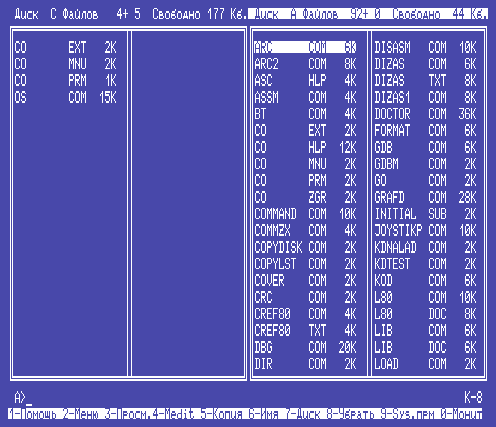 Диск C Файлов 4+ 5 Свободно 177 Кб. Диск A Файлов 92+ 0 Свободно 44 Кб.
CO EXT 2K
CO MNU 2K
CO PRM 1K
OS COM 15K
ARC COM 6K
ARC2 COM 8K
ASC HLP 4K
ASSM COM 4K
BT COM 4K
CO EXT 2K
CO HLP 12K
CO MNU 2K
CO PRM 2K
CO ZGR 2K
COMMAND COM 10K
COMMZX COM 4K
COPYDISK COM 2K
COPYLST COM 2K
COVER COM 2K
CRC COM 2K
CREF80 COM 4K
CREF80 TXT 4K
DBG COM 20K
DIR COM 2K
DISASM COM 10K
DIZAS COM 6K
DIZAS TXT 8K
DIZAS1 COM 8K
DOCTOR COM 36K
FORMAT COM 6K
GDB COM 6K
GDBM COM 2K
GO COM 2K
GRAFD COM 28K
INITIAL SUB 2K
JOYSTIKP COM 10K
KDNALAD COM 2K
KDTEST COM 2K
KOD COM 6K
L80 COM 10K
L80 DOC 8K
LIB COM 6K
LIB DOC 6K
LOAD COM 2K
A>_ К-8
1-Помощь 2-Меню 3-Просм.4-Medit 5-Копия 6-Имя 7-Диск 8-Убрать 9-Sys.прм 0-Монит